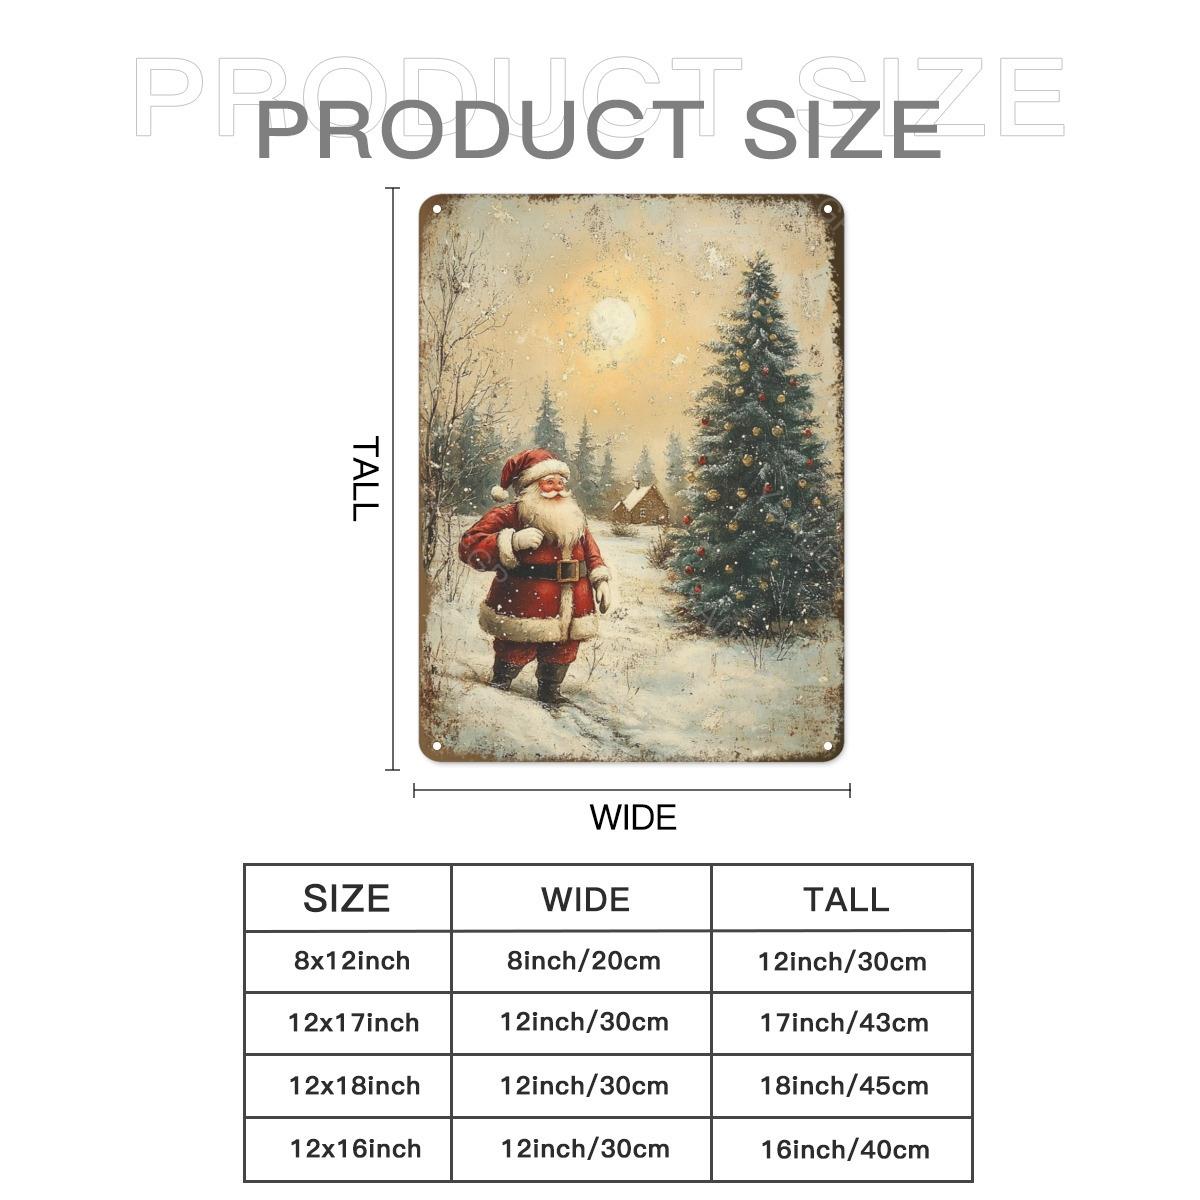 PRODUCT SIZE
PRODUCT SIZE
TALL
WIDE
SIZE WIDE TALL
8x12inch 8inch/20cm 12inch/30cm
12x17inch 12inch/30cm 17inch/43cm
12x18inch 12inch/30cm 18inch/45cm
12x16inch 12inch/30cm 16inch/40cm